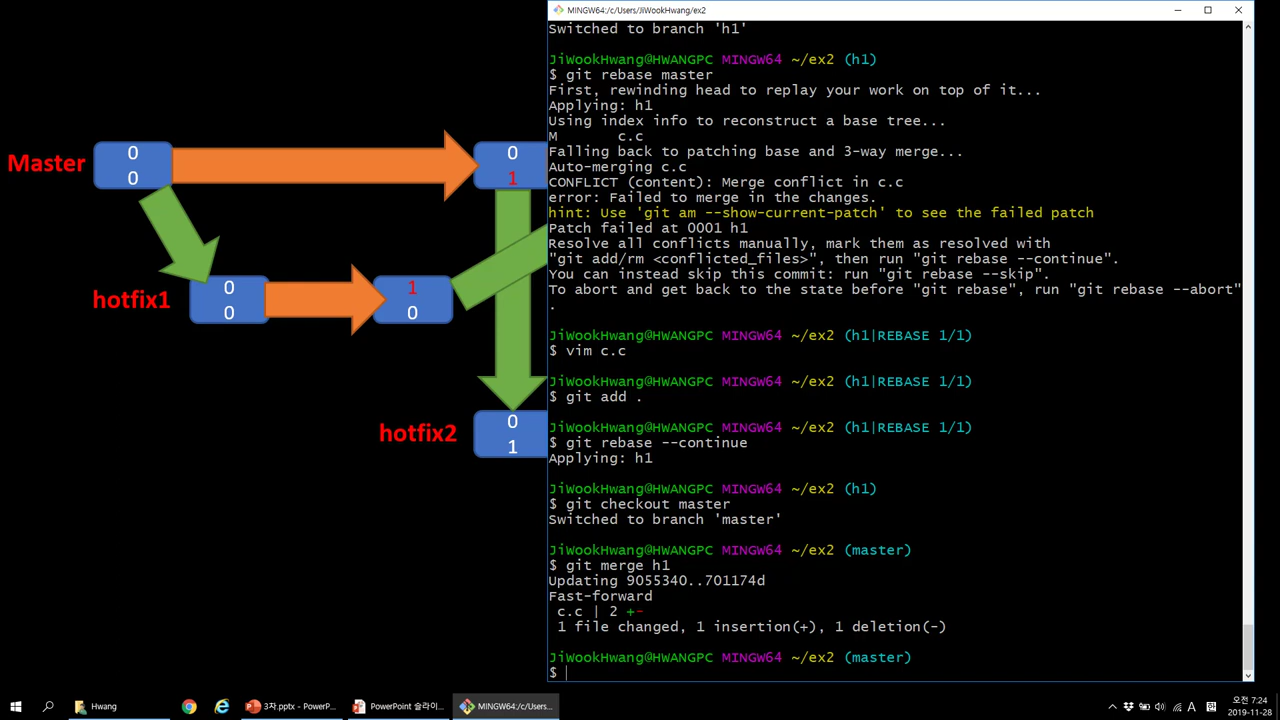 MINGW64:/c/Users/JiWookHwang/ex2
Switched to branch 'h1'
JiWookHwang@HWANGPC MINGW64 ~/ex2 (h1)
$ git rebase master
First, rewinding head to replay your work on top of it...
Applying: h1
Using index info to reconstruct a base tree...
M       c.c
Falling back to patching base and 3-way merge...
Auto-merging c.c
CONFLICT (content): Merge conflict in c.c
error: Failed to merge in the changes.
hint: Use 'git am --show-current-patch' to see the failed patch
Patch failed at 0001 h1
Resolve all conflicts manually, mark them as resolved with
"git add/rm <conflicted_files>", then run "git rebase --continue".
You can instead skip this commit: run "git rebase --skip".
To abort and get back to the state before "git rebase", run "git rebase --abort"
.
JiWookHwang@HWANGPC MINGW64 ~/ex2 (h1|REBASE 1/1)
$ vim c.c
JiWookHwang@HWANGPC MINGW64 ~/ex2 (h1|REBASE 1/1)
$ git add .
JiWookHwang@HWANGPC MINGW64 ~/ex2 (h1|REBASE 1/1)
$ git rebase --continue
Applying: h1
JiWookHwang@HWANGPC MINGW64 ~/ex2 (h1)
$ git checkout master
Switched to branch 'master'
JiWookHwang@HWANGPC MINGW64 ~/ex2 (master)
$ git merge h1
Updating 9055340..701174d
Fast-forward
c.c | 2 +-
1 file changed, 1 insertion(+), 1 deletion(-)
JiWookHwang@HWANGPC MINGW64 ~/ex2 (master)
$
Master
0
0
0
1
hotfix1
0
0
1
0
hotfix2
0
1
Hwang
3차.pptx - PowerP...
PowerPoint 슬라이...
MINGW64:/c/Users...
A
한
오전 7:24
2019-11-28